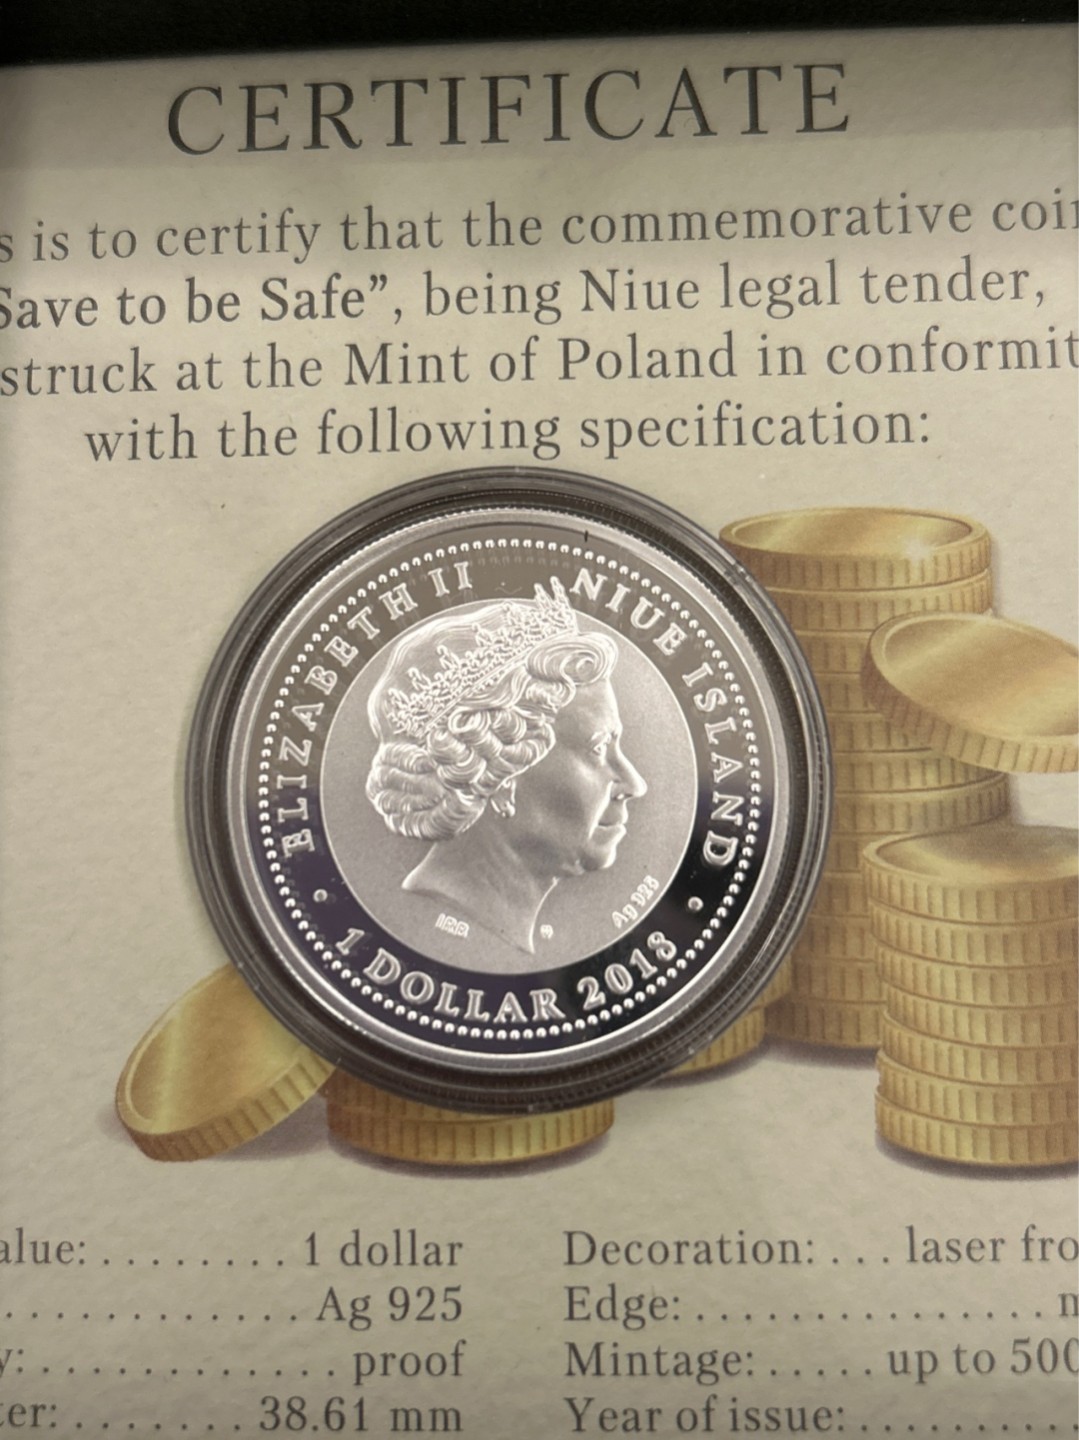 CERTIFICATE
s is to certify that the commemorative coi
Save to be Safe”, being Niue legal tender,
struck at the Mint of Poland in conformit
with the following specification:
ELIZABETH II NIUE ISLAND
I.R.B. Ag 925
1 DOLLAR 2018
alue: . . . . . . . . . 1 dollar
Decoration: . . . laser fro
. . . . . . . . . . . . . . Ag 925
Edge: . . . . . . . . . . . . . . . .
y: . . . . . . . . . . . . . proof
Mintage: . . . . . up to 500
ter: . . . . . . . . 38.61 mm
Year of issue: . . . . . . . . . .